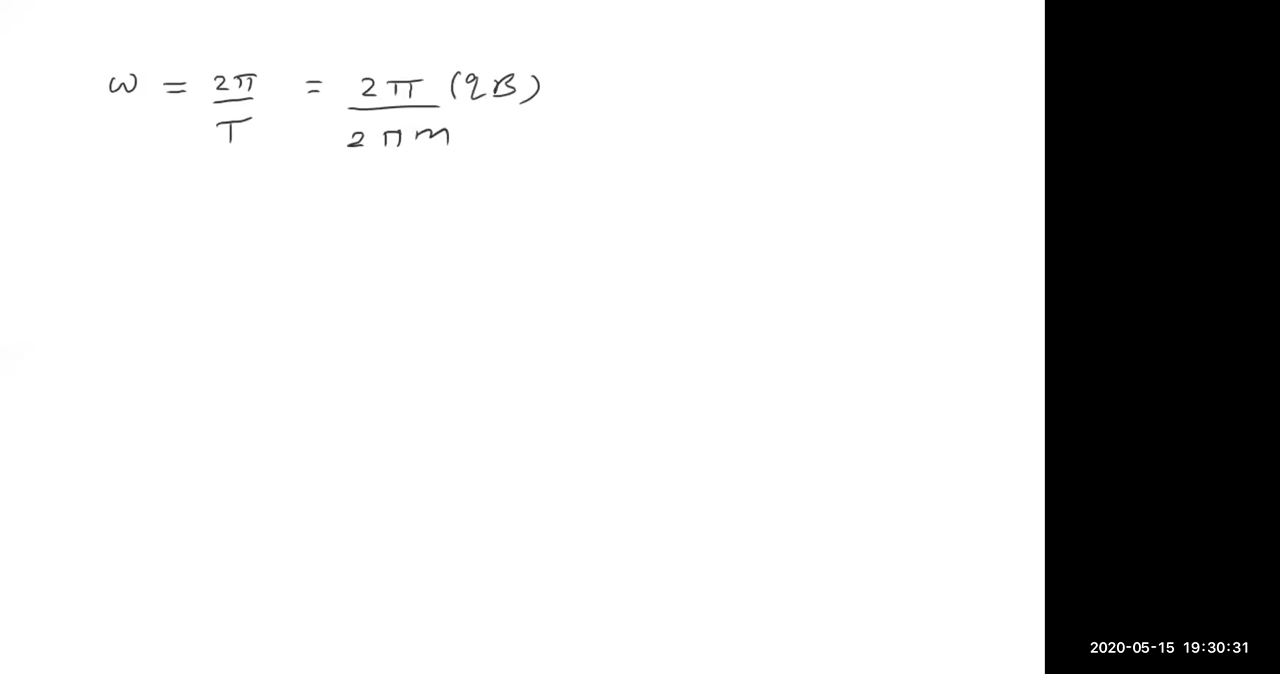 ω = 2π/T = 2π/2πm (qB)
2020-05-15 19:30:31